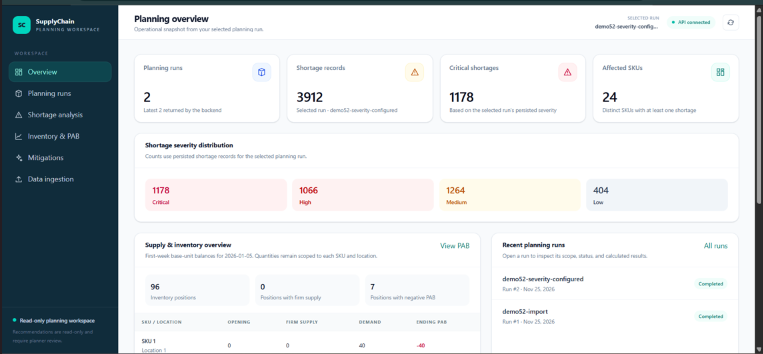 SC
SupplyChain
PLANNING WORKSPACE
WORKSPACE
Overview
Planning runs
Shortage analysis
Inventory & PAB
Mitigations
Data ingestion
Read-only planning workspace
Recommendations are read-only and
require planner review.
Planning overview
Operational snapshot from your selected planning run.
SELECTED RUN
demo52-severity-config...
API connected
Planning runs
2
Latest 2 returned by the backend
Shortage records
3912
Selected run · demo52-severity-configured
Critical shortages
1178
Based on the selected run's persisted severity
Affected SKUs
24
Distinct SKUs with at least one shortage
Shortage severity distribution
Counts use persisted shortage records for the selected planning run.
1178
Critical
1066
High
1264
Medium
404
Low
Supply & inventory overview
View PAB
First-week base-unit balances for 2026-01-05. Quantities remain scoped to each SKU and location.
96
Inventory positions
0
Positions with firm supply
7
Positions with negative PAB
SKU / LOCATION OPENING FIRM SUPPLY DEMAND ENDING PAB
SKU 1
Location 1
0 0 40 -40
Recent planning runs
All runs
Open a run to inspect its scope, status, and calculated results.
demo52-severity-configured
Run #2 · Nov 25, 2026
Completed
demo52-import
Run #1 · Nov 25, 2026
Completed